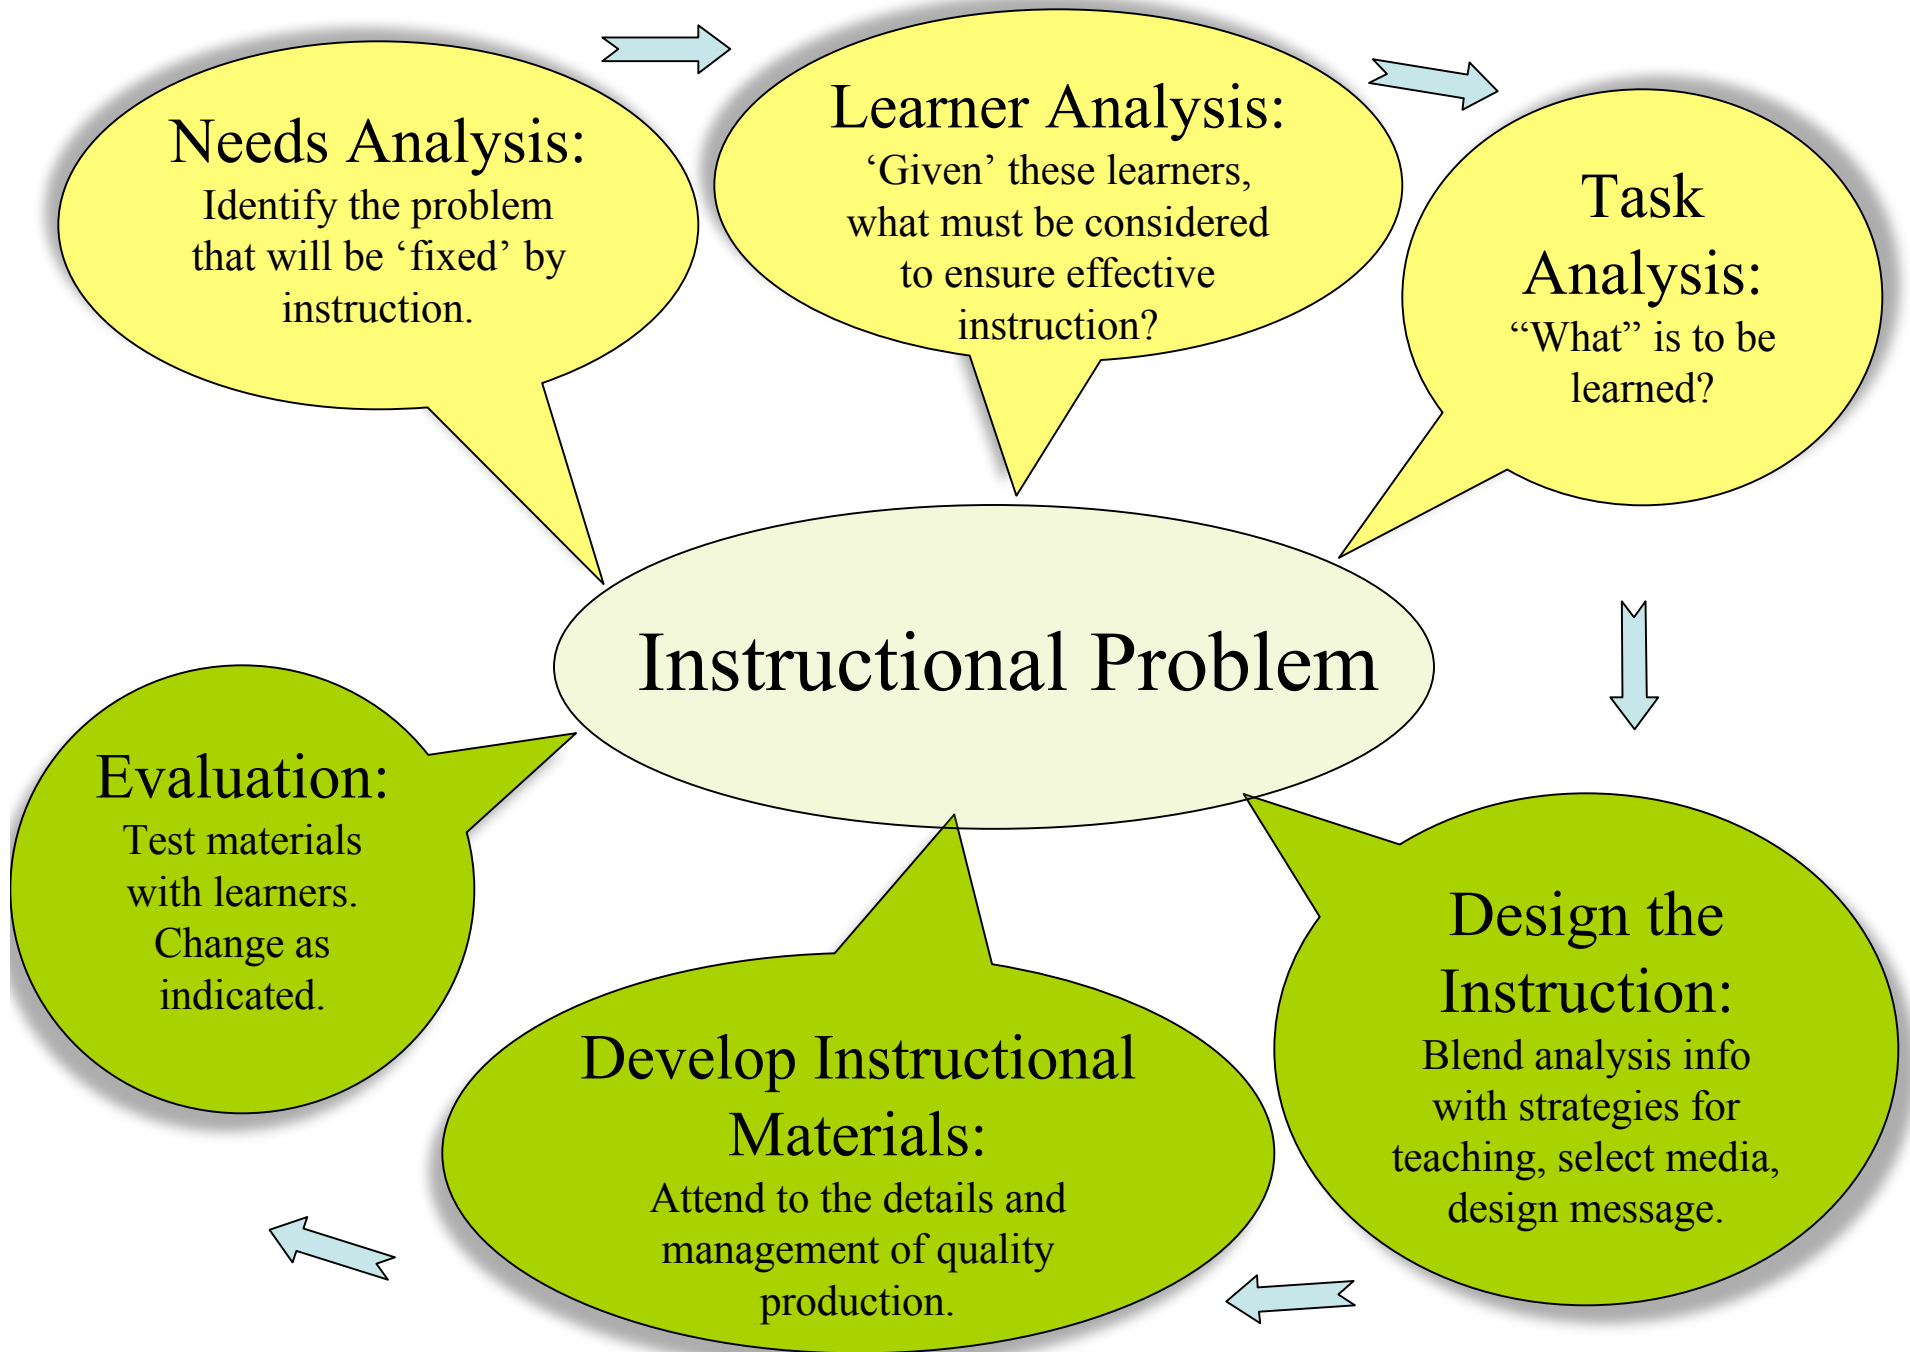 Needs Analysis:
Identify the problem
that will be ‘fixed’ by
instruction.
Learner Analysis:
‘Given’ these learners,
what must be considered
to ensure effective
instruction?
Task
Analysis:
“What” is to be
learned?
Instructional Problem
Design the
Instruction:
Blend analysis info
with strategies for
teaching, select media,
design message.
Develop Instructional
Materials:
Attend to the details and
management of quality
production.
Evaluation:
Test materials
with learners.
Change as
indicated.